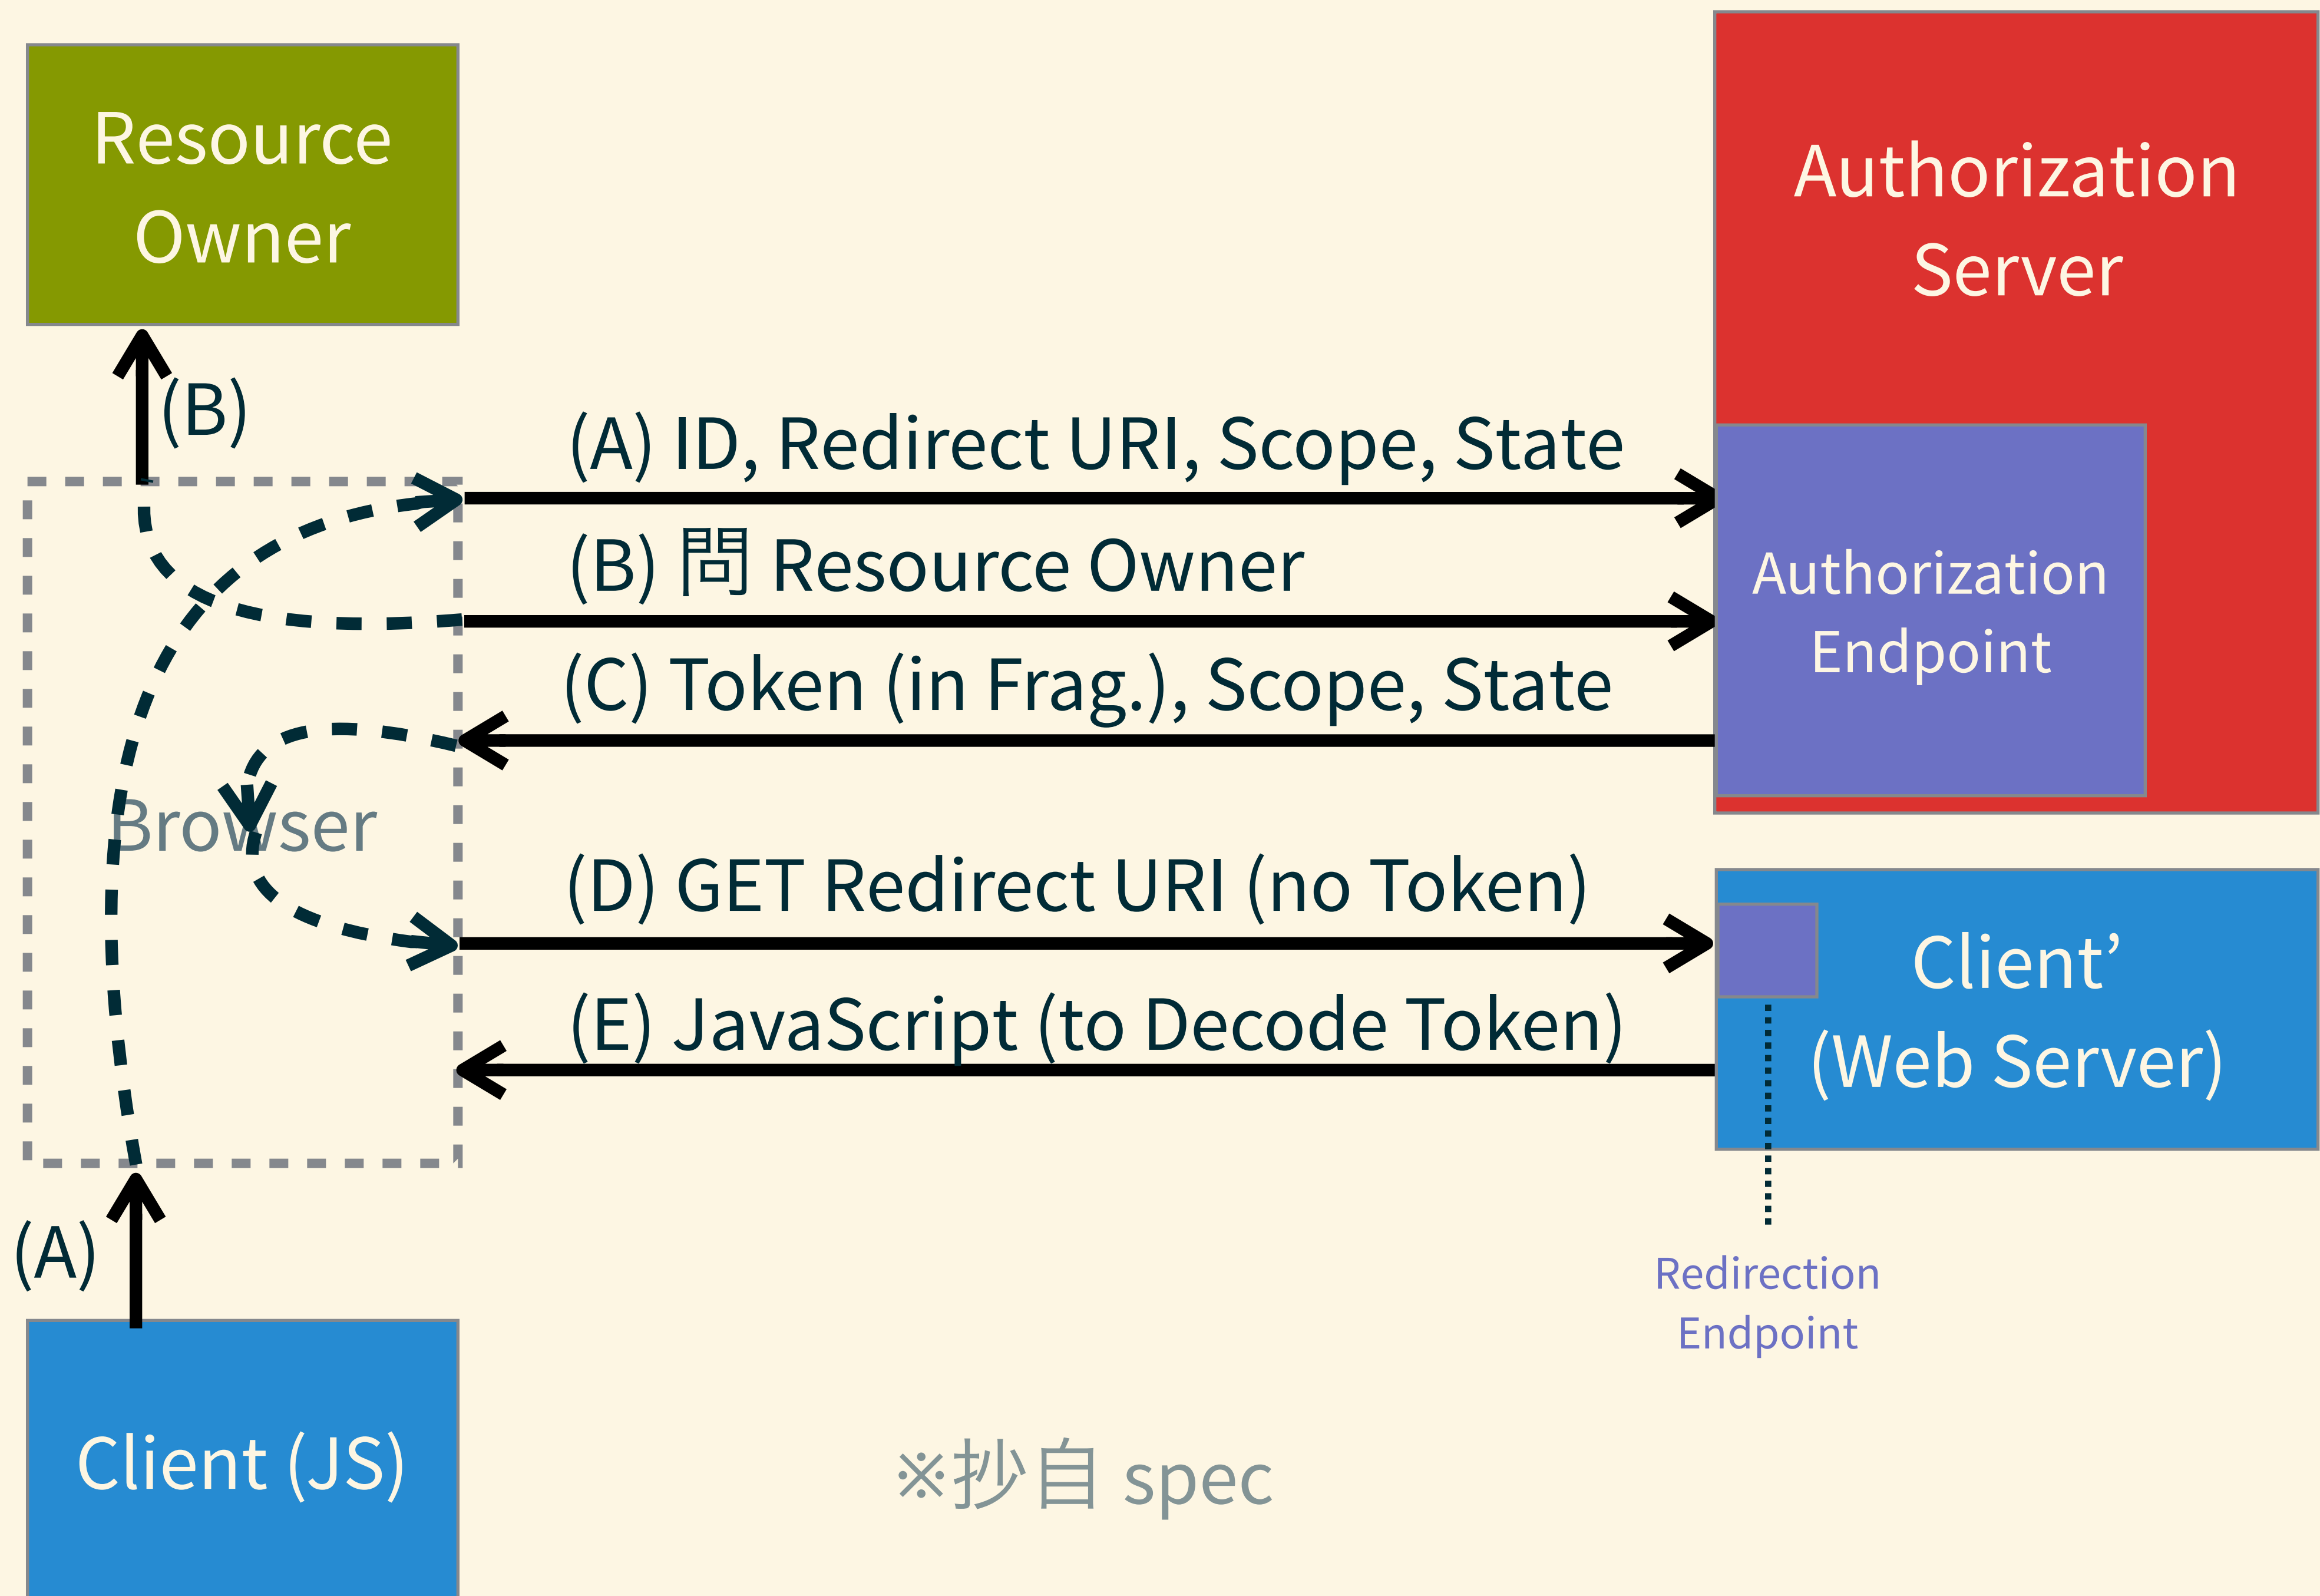 Resource
Owner
Authorization
Server
(B)
(A) ID, Redirect URI, Scope, State
(B) 問 Resource Owner
Authorization
Endpoint
(C) Token (in Frag.), Scope, State
Browser
(D) GET Redirect URI (no Token)
Client’
(Web Server)
(E) JavaScript (to Decode Token)
(A)
Redirection
Endpoint
Client (JS)
※抄自 spec